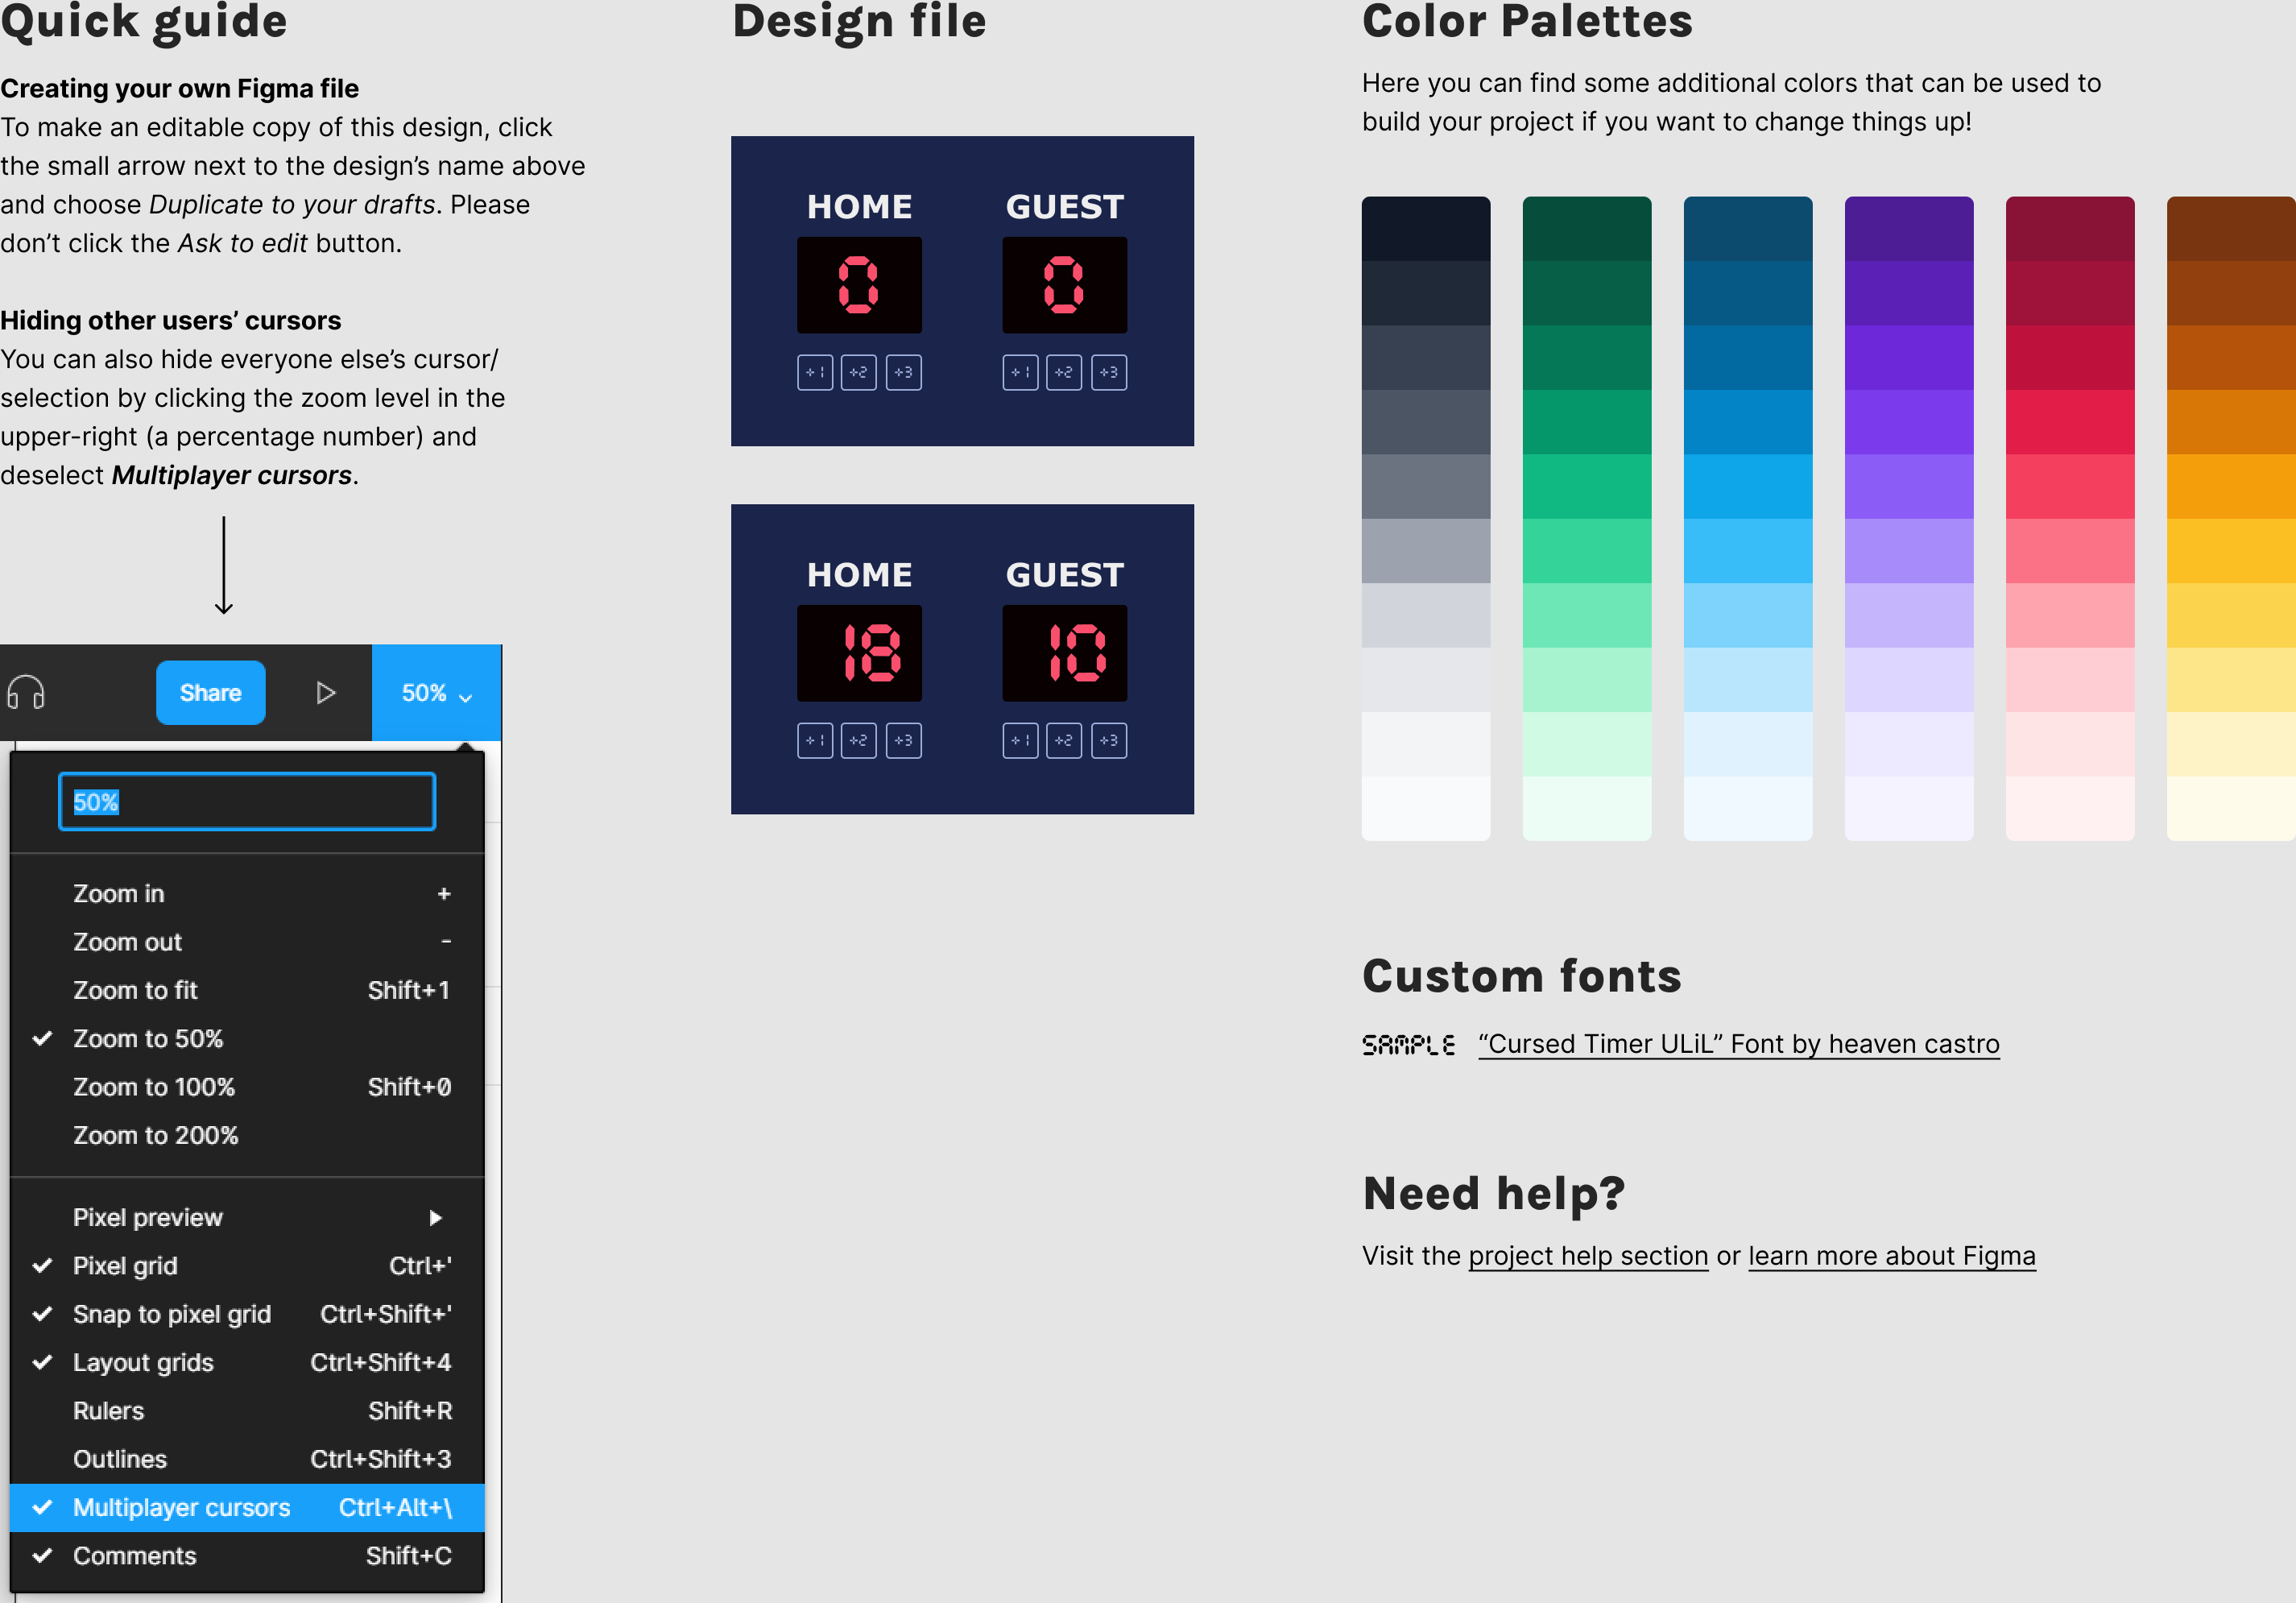 Quick guide
Creating your own Figma file
To make an editable copy of this design, click
the small arrow next to the design’s name above
and choose Duplicate to your drafts. Please
don’t click the Ask to edit button.
Hiding other users’ cursors
You can also hide everyone else’s cursor/
selection by clicking the zoom level in the
upper-right (a percentage number) and
deselect Multiplayer cursors.
Share
50%
50%
Zoom in +
Zoom out -
Zoom to fit Shift+1
Zoom to 50%
Zoom to 100% Shift+0
Zoom to 200%
Pixel preview
Pixel grid Ctrl+'
Snap to pixel grid Ctrl+Shift+'
Layout grids Ctrl+Shift+4
Rulers Shift+R
Outlines Ctrl+Shift+3
Multiplayer cursors Ctrl+Alt+\
Comments Shift+C
Design file
HOME GUEST
0 0
+1 +2 +3 +1 +2 +3
HOME GUEST
18 10
+1 +2 +3 +1 +2 +3
Color Palettes
Here you can find some additional colors that can be used to
build your project if you want to change things up!
Custom fonts
SAMPLE “Cursed Timer ULiL” Font by heaven castro
Need help?
Visit the project help section or learn more about Figma